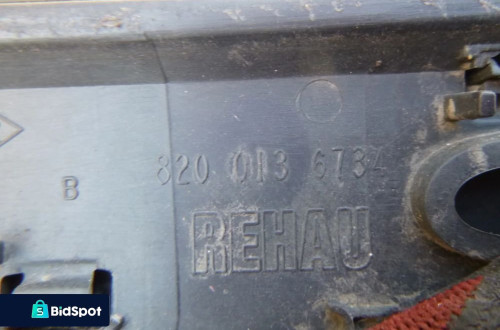 820 013 6734
B
REHAU
BidSpot